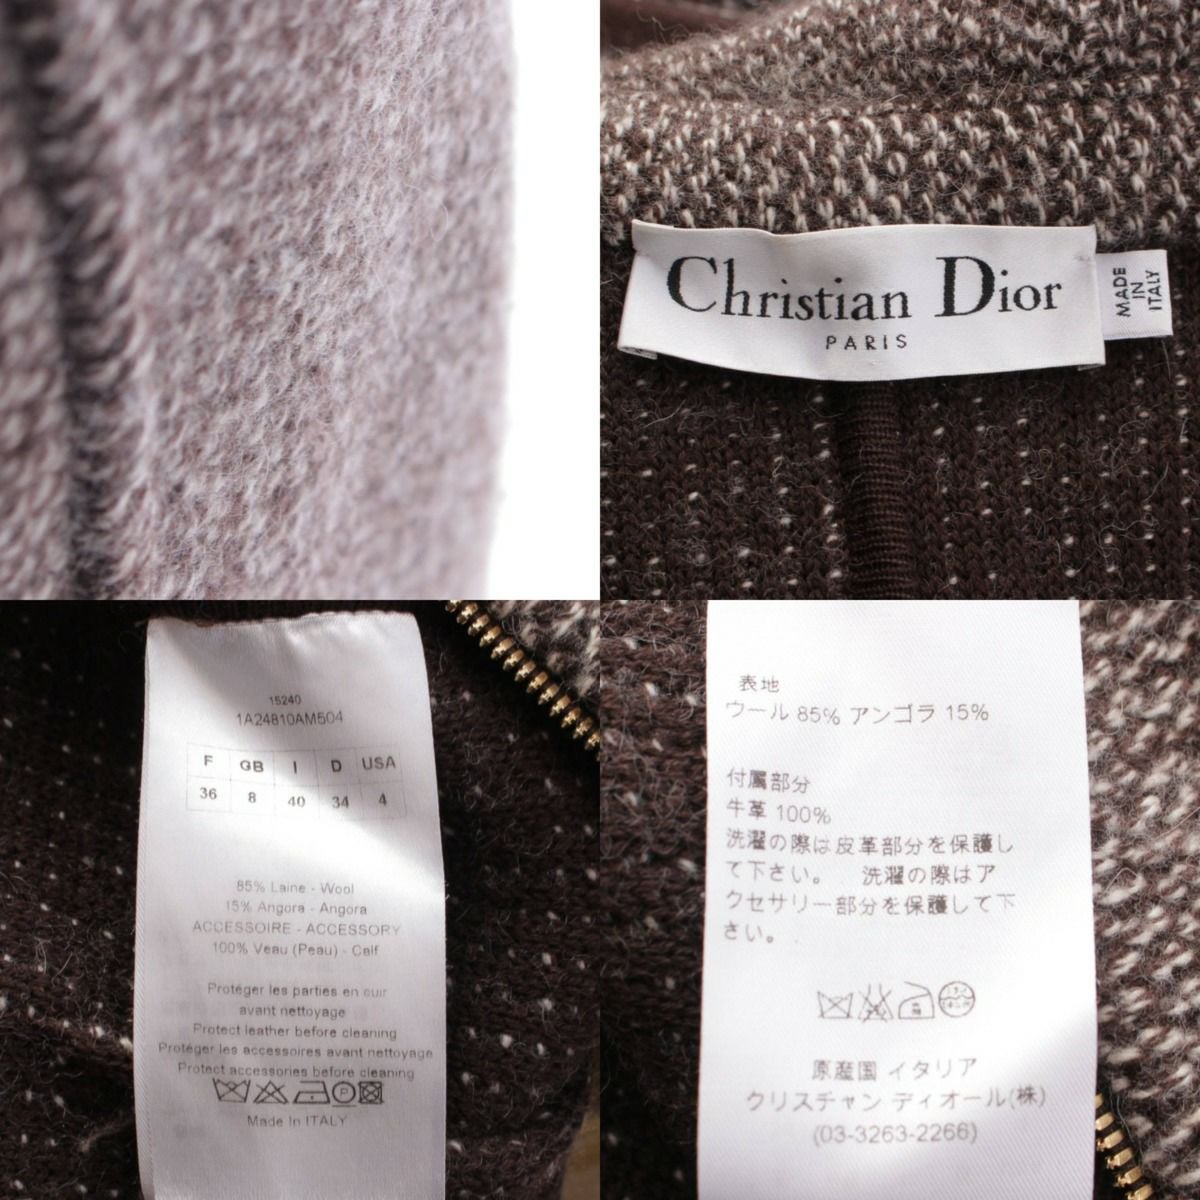 Christian Dior
PARIS
MADE
IN
ITALY
15240
1A24810AM504
F GB I D USA
36 8 40 34 4
85% Laine - Wool
15% Angora - Angora
ACCESSOIRE - ACCESSORY
100% Veau (Peau) - Calf
Protéger les parties en cuir
avant nettoyage
Protect leather before cleaning
Protéger les accessoires avant nettoyage
Protect accessories before cleaning
Made In ITALY
表地
ウール 85% アンゴラ 15%
付属部分
牛革 100%
洗濯の際は皮革部分を保護し
て下さい。 洗濯の際はア
クセサリー部分を保護して下
さい。
原産国 イタリア
クリスチャン ディオール(株)
(03-3263-2266)